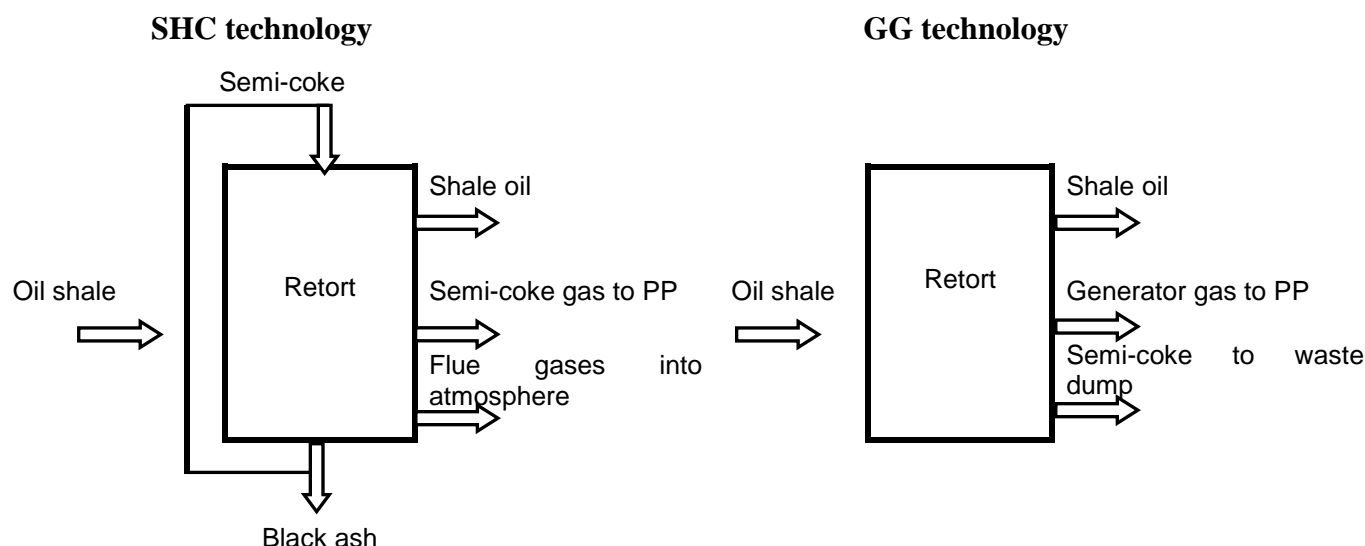 SHC technology
GG technology
Semi-coke
Shale oil
Oil shale
Retort
Semi-coke gas to PP
Flue gases into
atmosphere
Black ash
Shale oil
Oil shale
Retort
Generator gas to PP
Semi-coke to waste
dump